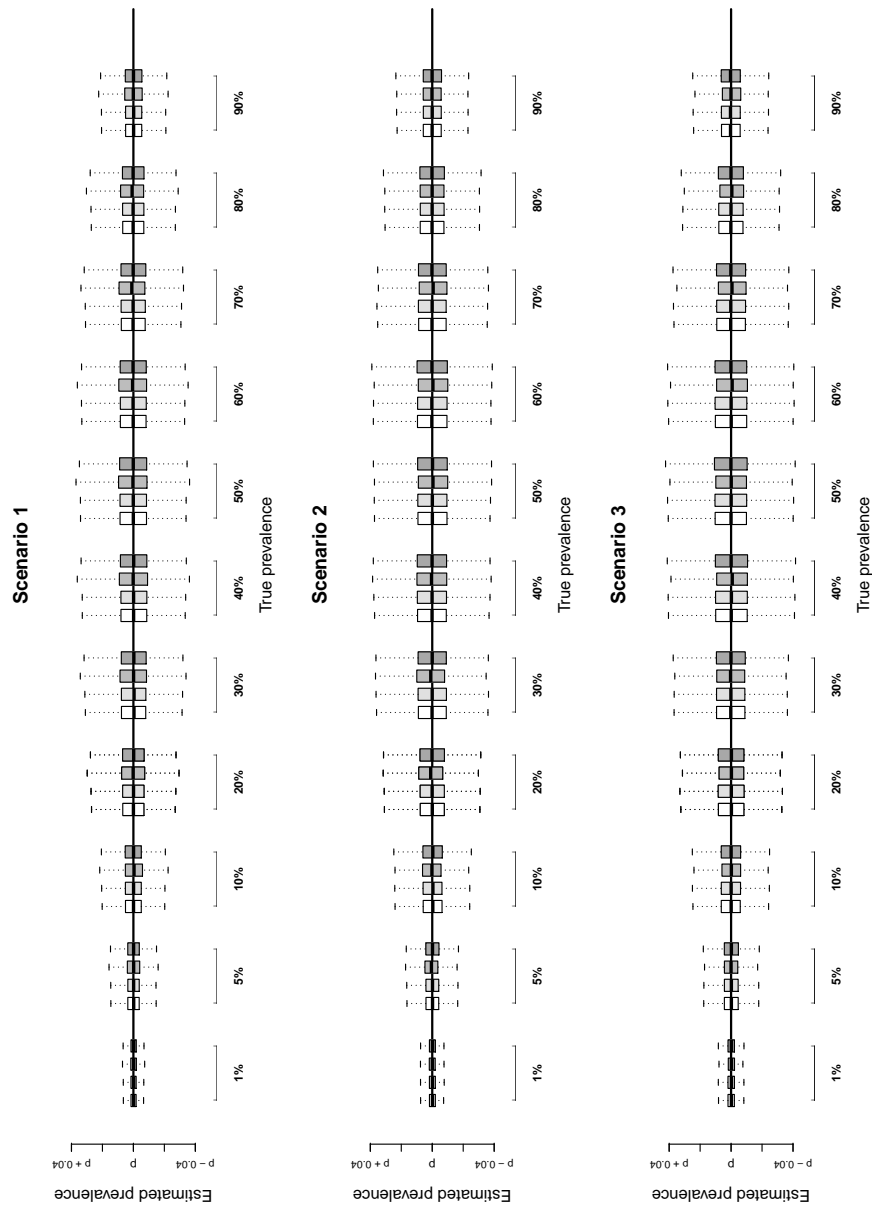 Scenario 1
Estimated prevalence
p + 0.04
p
p − 0.04
1%
5%
10%
20%
30%
40%
50%
60%
70%
80%
90%
True prevalence
Scenario 2
Estimated prevalence
p + 0.04
p
p − 0.04
1%
5%
10%
20%
30%
40%
50%
60%
70%
80%
90%
True prevalence
Scenario 3
Estimated prevalence
p + 0.04
p
p − 0.04
1%
5%
10%
20%
30%
40%
50%
60%
70%
80%
90%
True prevalence